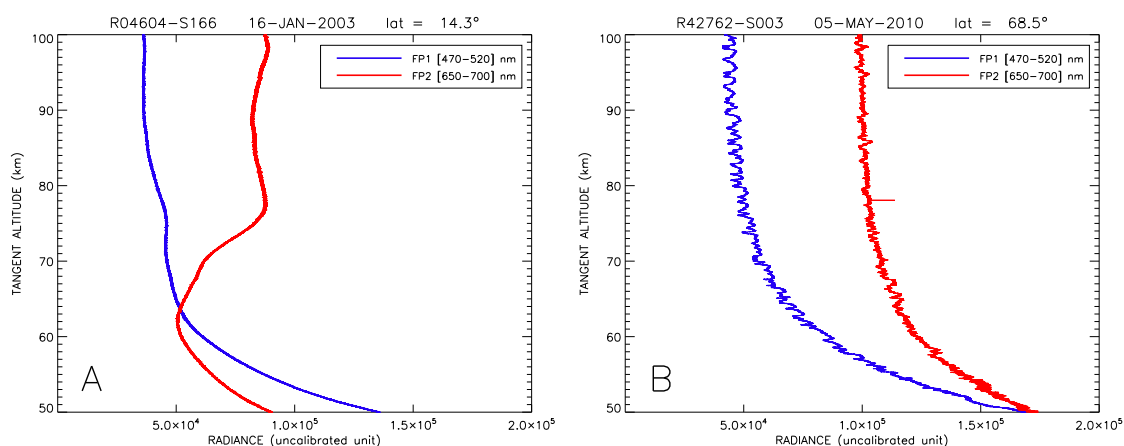 R04604-S166 16-JAN-2003 lat = 14.3°
100
90
80
70
60
50
TANGENT ALTITUDE (km)
FP1 [470-520] nm
FP2 [650-700] nm
A
5.0×10⁴ 1.0×10⁵ 1.5×10⁵ 2.0×10⁵
RADIANCE (uncalibrated unit)
R42762-S003 05-MAY-2010 lat = 68.5°
100
90
80
70
60
50
TANGENT ALTITUDE (km)
FP1 [470-520] nm
FP2 [650-700] nm
B
5.0×10⁴ 1.0×10⁵ 1.5×10⁵ 2.0×10⁵
RADIANCE (uncalibrated unit)